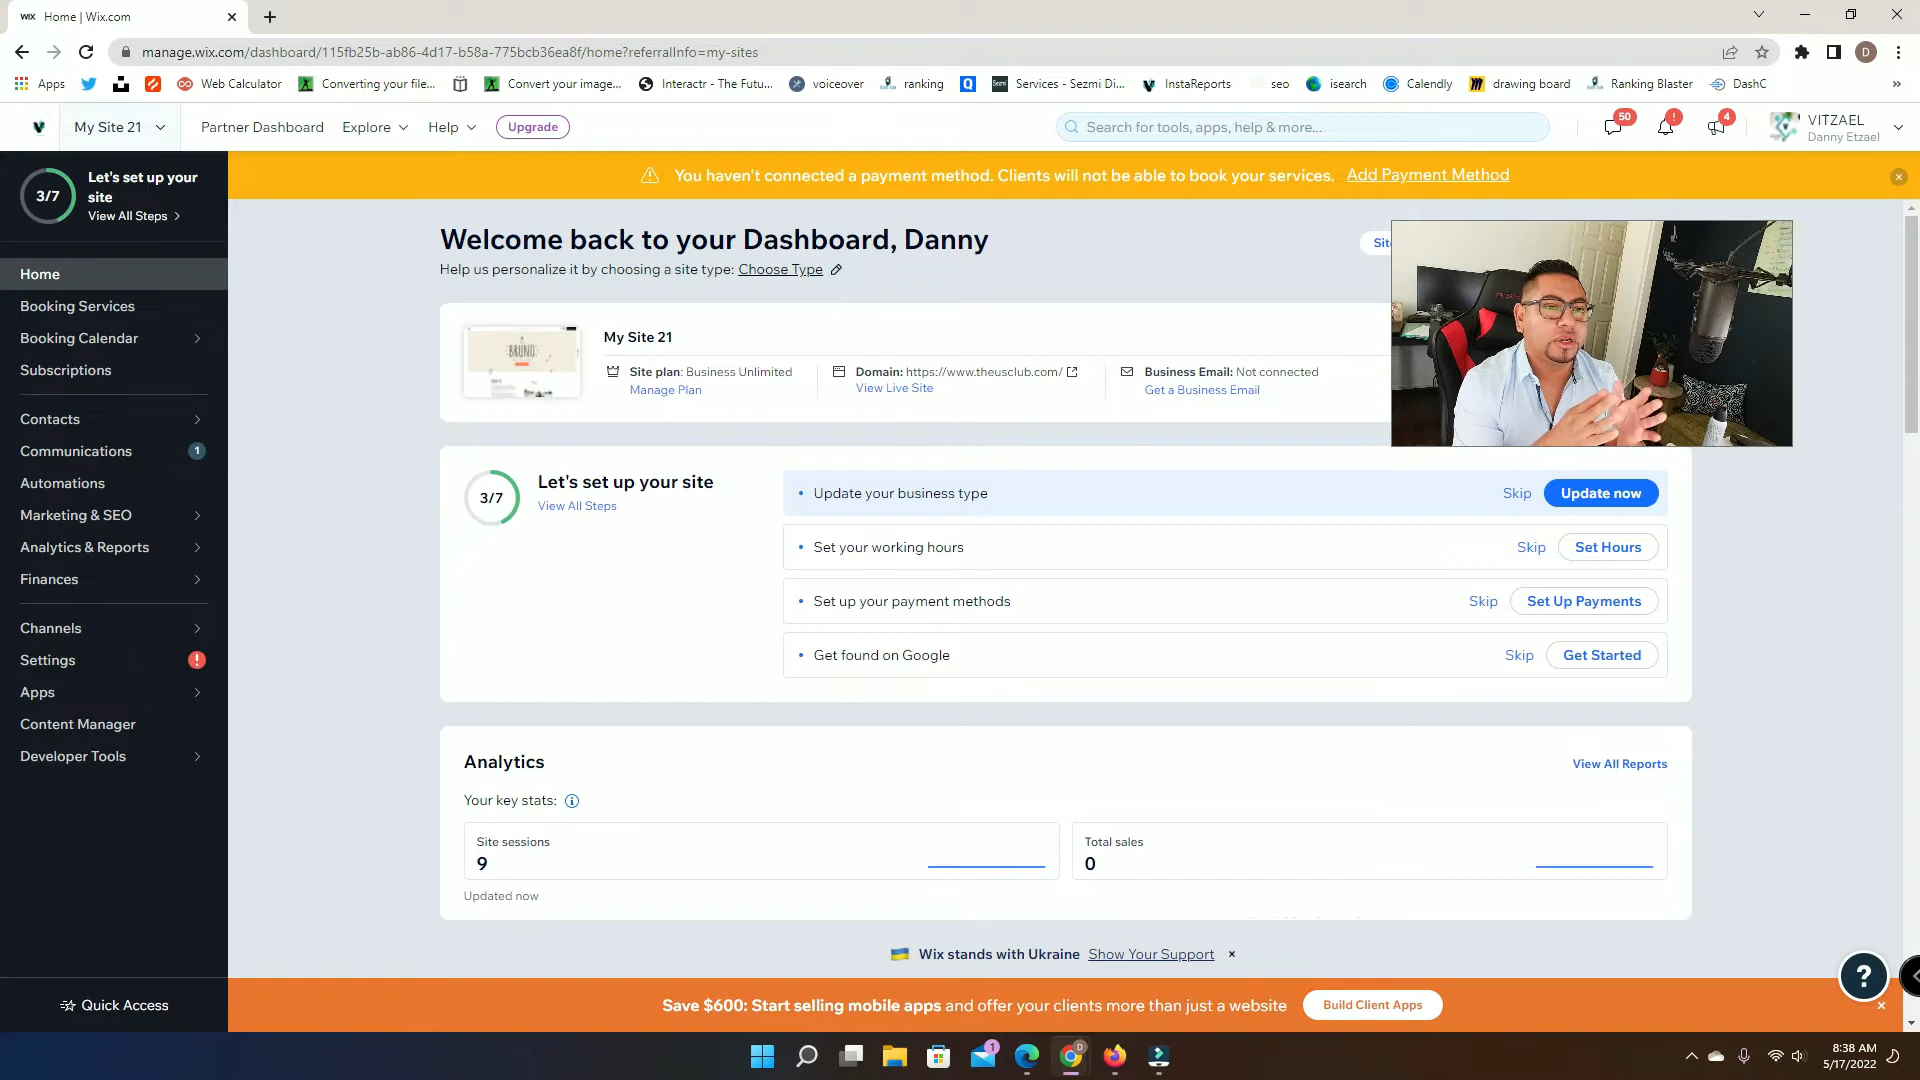 WIX Home | Wix.com
manage.wix.com/dashboard/115fb25b-ab86-4d17-b58a-775bcb36ea8f/home?referralInfo=my-sites
D
Apps Web Calculator Converting your file... Convert your image... Interactr - The Futu... voiceover ranking Services - Sezmi Di... InstaReports seo isearch Calendly drawing board Ranking Blaster DashC »
My Site 21 Partner Dashboard Explore Help Upgrade Search for tools, apps, help & more... 50 ! 4 VITZAEL
Danny Etzael
3/7 Let's set up your
site
View All Steps
You haven't connected a payment method. Clients will not be able to book your services. Add Payment Method
Home
Booking Services
Booking Calendar
Subscriptions
Contacts
Communications 1
Automations
Marketing & SEO
Analytics & Reports
Finances
Channels
Settings !
Apps
Content Manager
Developer Tools
Quick Access
Welcome back to your Dashboard, Danny
Help us personalize it by choosing a site type: Choose Type
Sit
BRUNO
My Site 21
Site plan: Business Unlimited
Manage Plan
Domain: https://www.theusclub.com/
View Live Site
Business Email: Not connected
Get a Business Email
3/7 Let's set up your site
View All Steps
• Update your business type Skip Update now
• Set your working hours Skip Set Hours
• Set up your payment methods Skip Set Up Payments
• Get found on Google Skip Get Started
Analytics
View All Reports
Your key stats:
Site sessions
9
Total sales
0
Updated now
Wix stands with Ukraine Show Your Support ×
?
Save $600: Start selling mobile apps and offer your clients more than just a website Build Client Apps
1
D
8:38 AM
5/17/2022